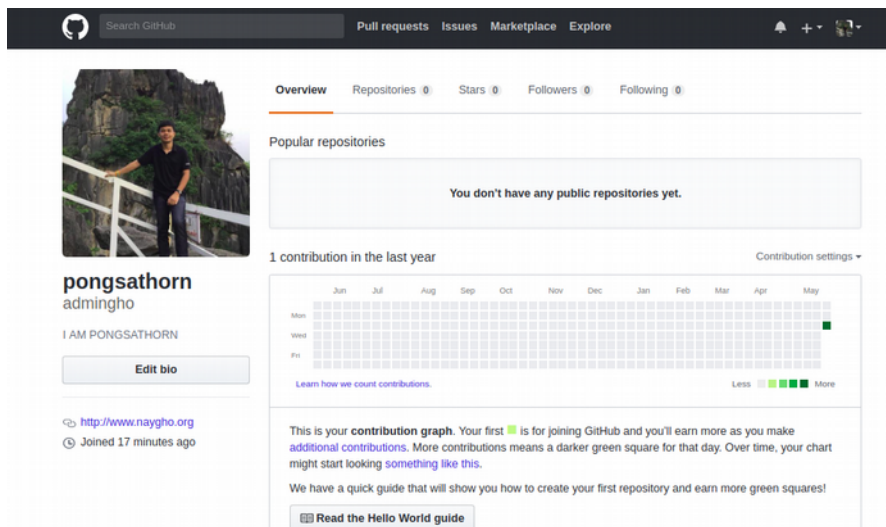 Search GitHub
Pull requests Issues Marketplace Explore
Overview Repositories 0 Stars 0 Followers 0 Following 0
Popular repositories
You don't have any public repositories yet.
1 contribution in the last year
Contribution settings
pongsathorn
admingho
I AM PONGSATHORN
Edit bio
http://www.naygho.org
Joined 17 minutes ago
Jun Jul Aug Sep Oct Nov Dec Jan Feb Mar Apr May
Mon
Wed
Fri
Learn how we count contributions.
Less More
This is your contribution graph. Your first is for joining GitHub and you'll earn more as you make
additional contributions. More contributions means a darker green square for that day. Over time, your chart
might start looking something like this.
We have a quick guide that will show you how to create your first repository and earn more green squares!
Read the Hello World guide